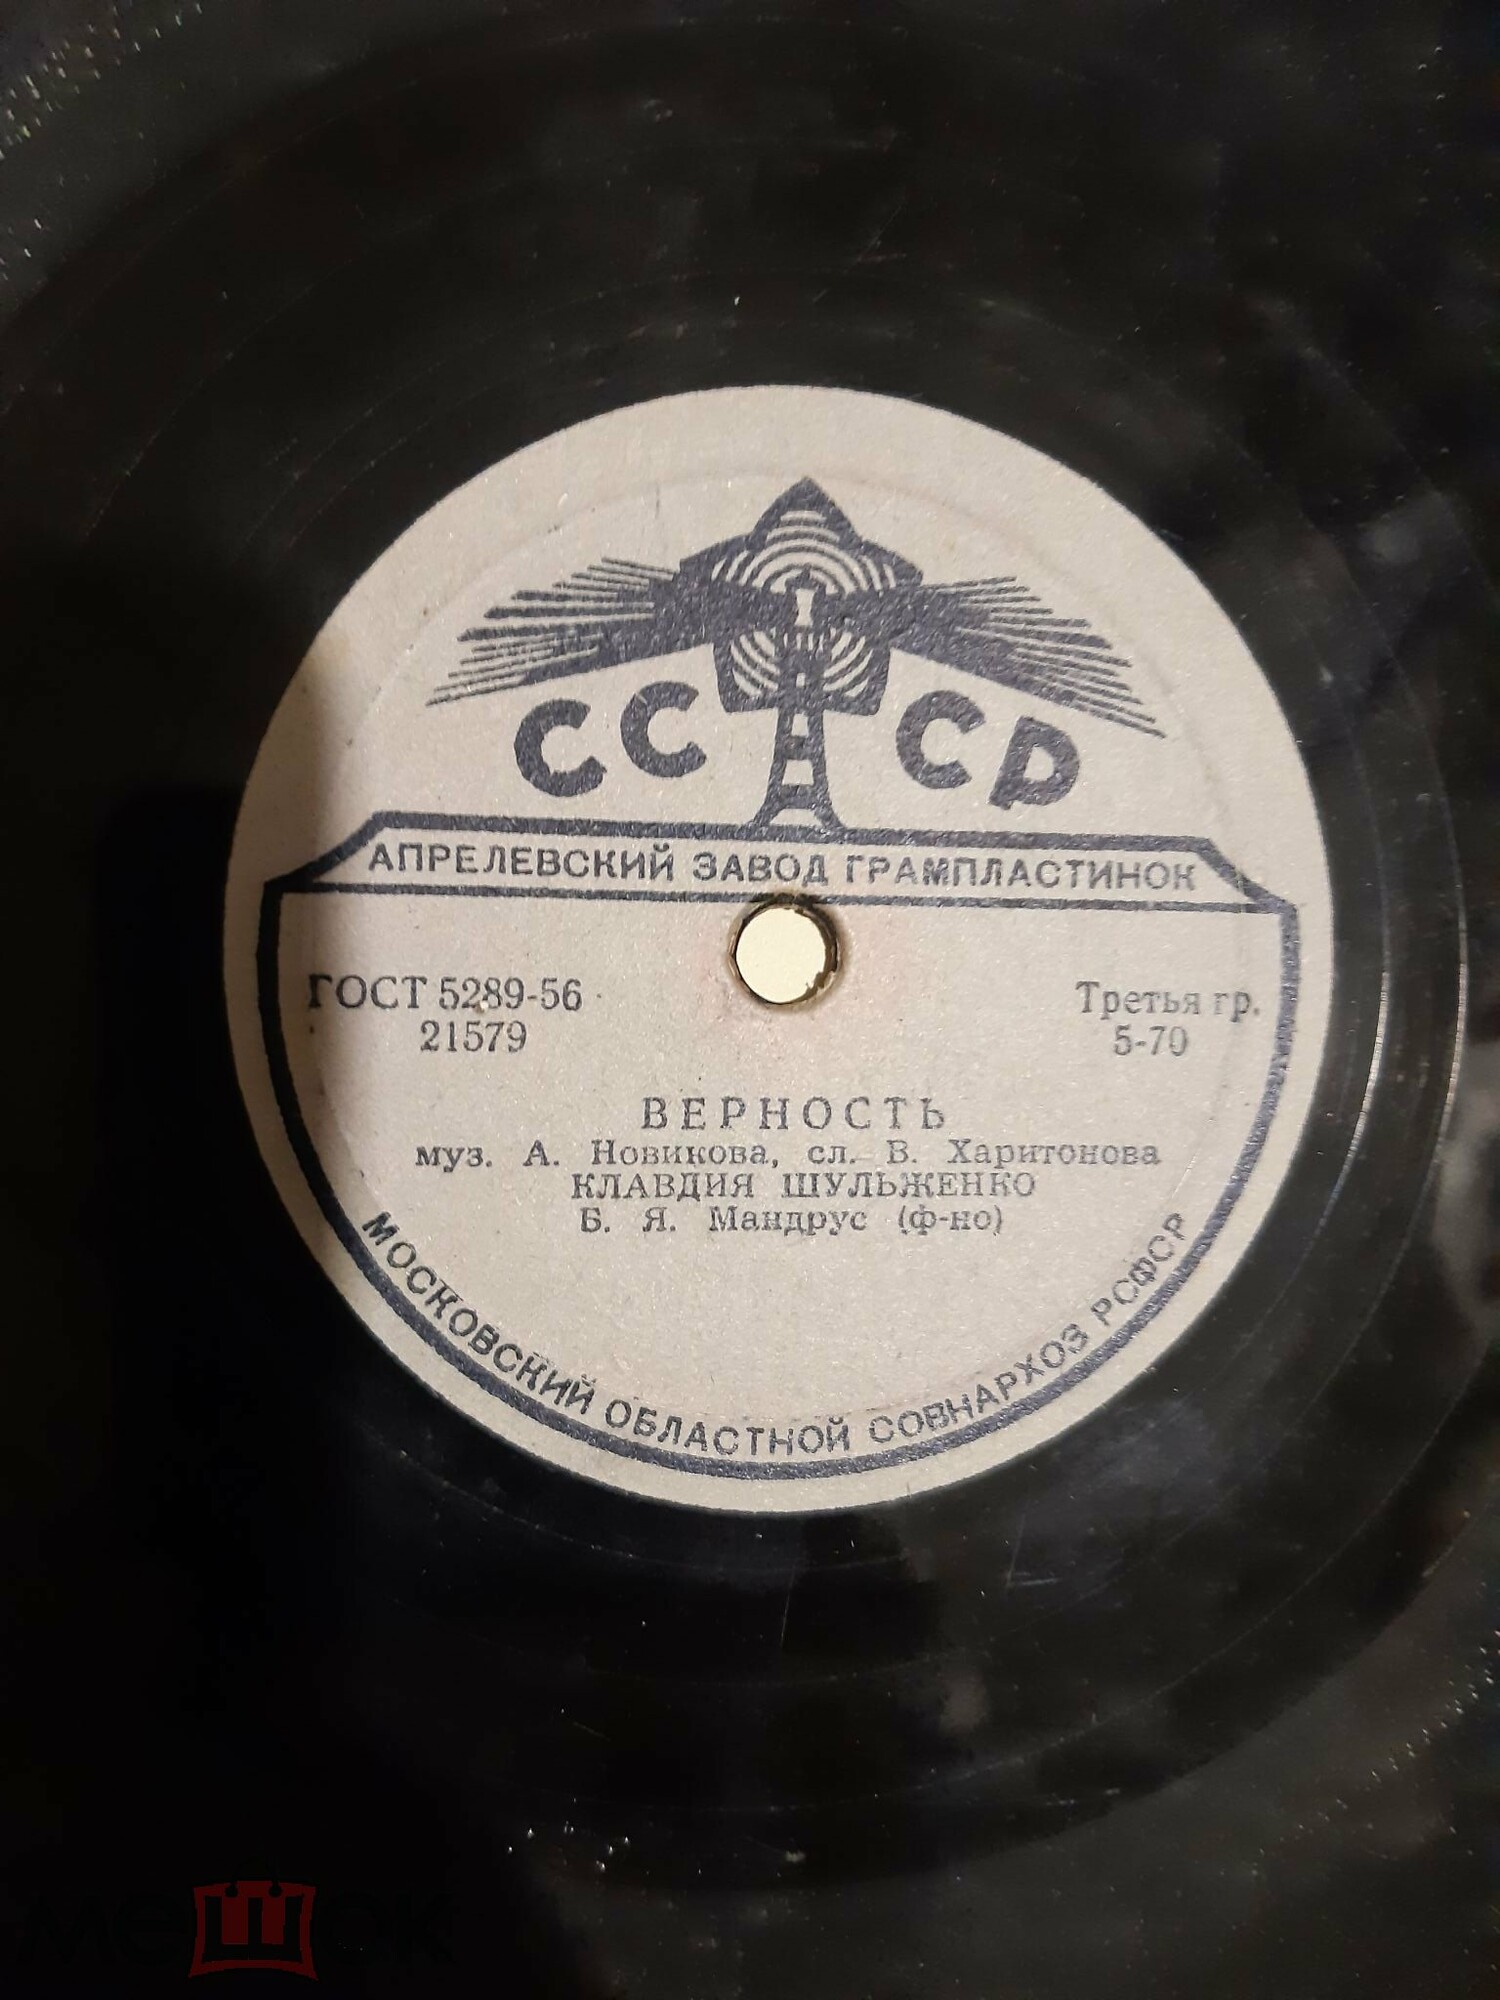 СССР
АПРЕЛЕВСКИЙ ЗАВОД ГРАМПЛАСТИНОК
ГОСТ 5289-56
21579
Третья гр.
5-70
ВЕРНОСТЬ
муз. А. Новикова, сл. В. Харитонова
КЛАВДИЯ ШУЛЬЖЕНКО
Б. Я. Мандрус (ф-но)
МОСКОВСКИЙ ОБЛАСТНОЙ СОВНАРХОЗ РСФСР
мешок